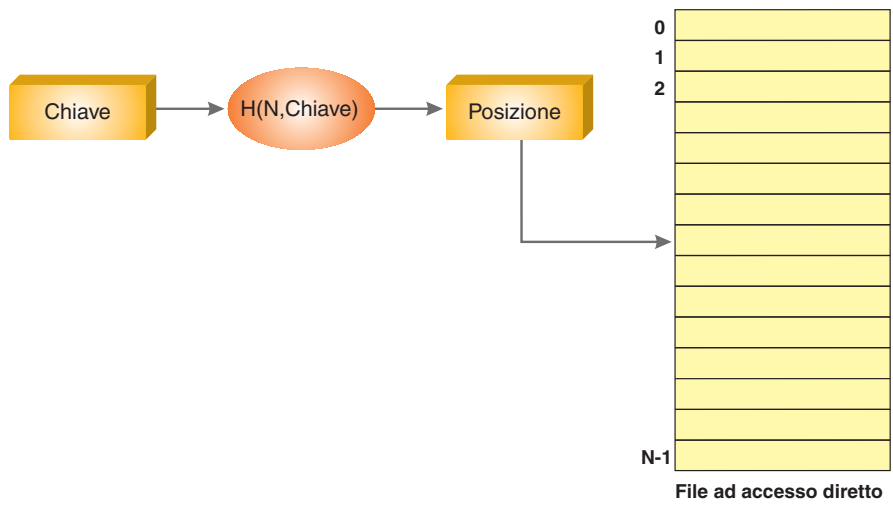 Chiave
H(N,Chiave)
Posizione
0
1
2
N-1
File ad accesso diretto